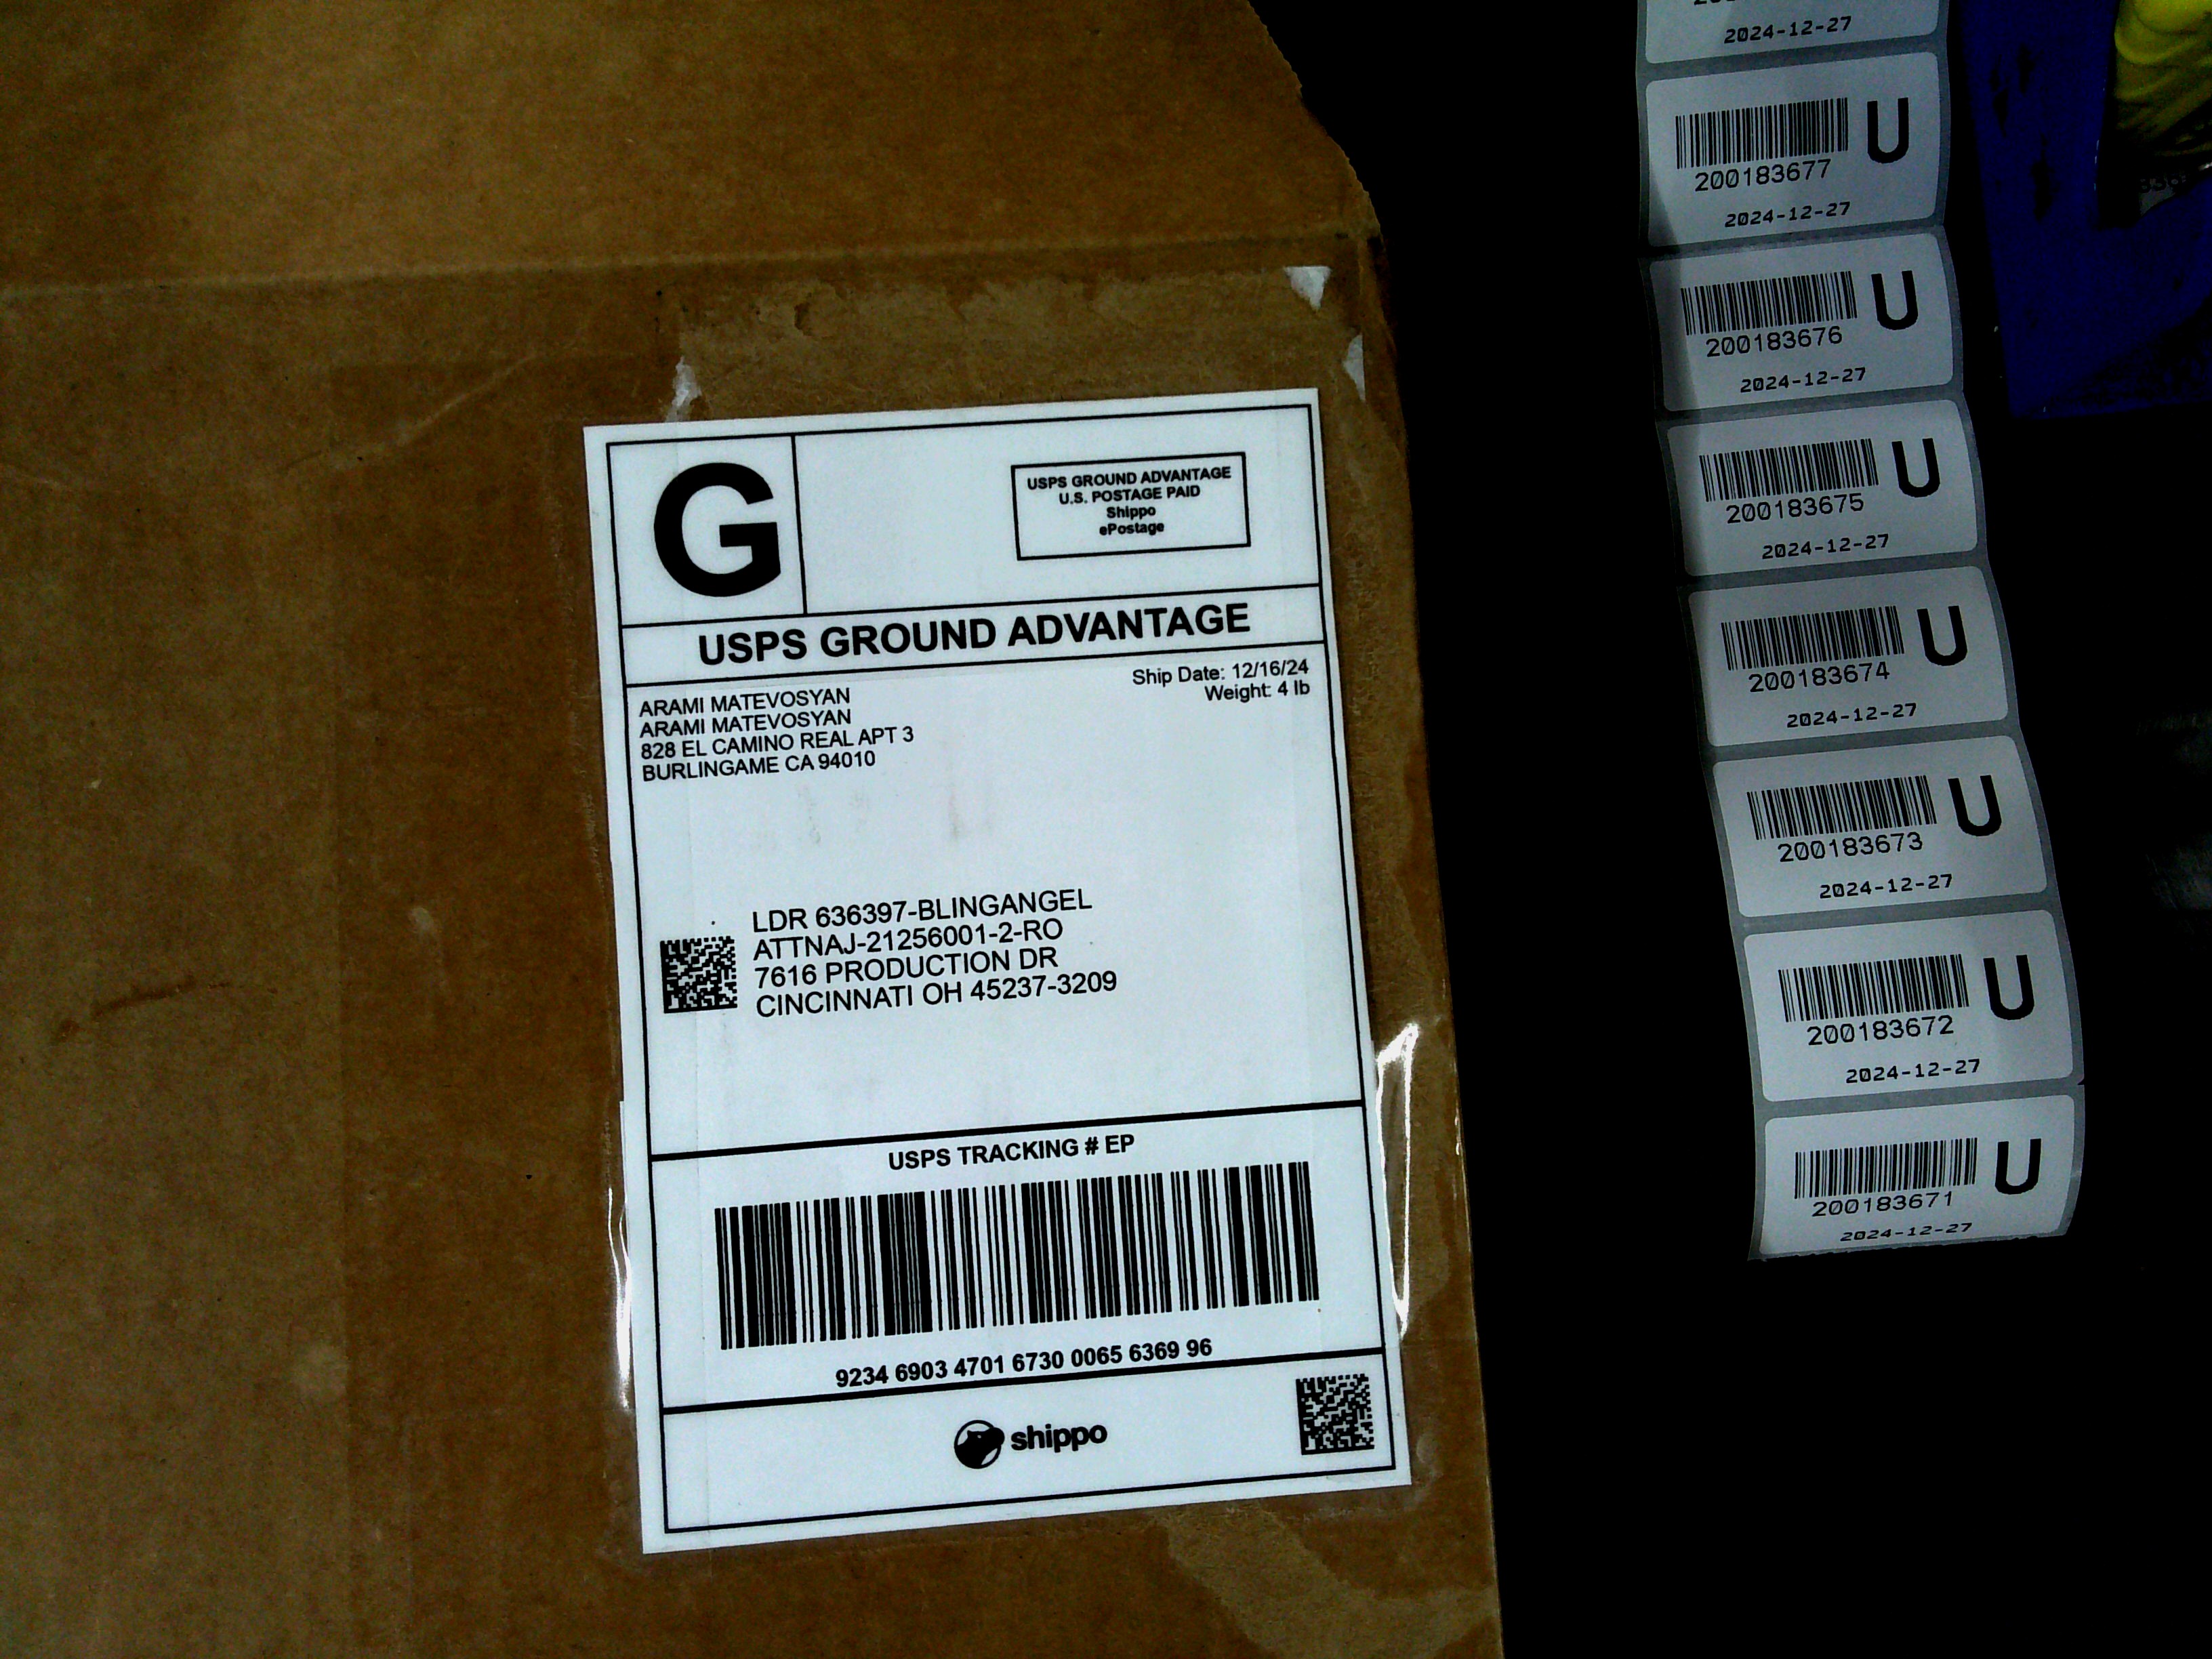 G
USPS GROUND ADVANTAGE
U.S. POSTAGE PAID
Shippo
ePostage
USPS GROUND ADVANTAGE
Ship Date: 12/16/24
Weight: 4 lb
ARAMI MATEVOSYAN
ARAMI MATEVOSYAN
828 EL CAMINO REAL APT 3
BURLINGAME CA 94010
LDR 636397-BLINGANGEL
ATTNAJ-21256001-2-RO
7616 PRODUCTION DR
CINCINNATI OH 45237-3209
USPS TRACKING # EP
9234 6903 4701 6730 0065 6369 96
shippo
2024-12-27
U
200183677
2024-12-27
U
200183676
2024-12-27
U
200183675
2024-12-27
U
200183674
2024-12-27
U
200183673
2024-12-27
U
200183672
2024-12-27
U
200183671
2024-12-27